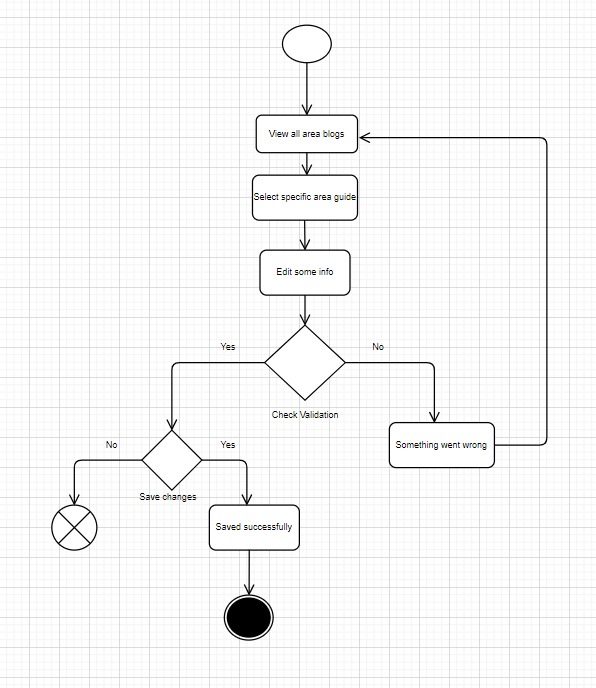 View all area blogs
Select specific area guide
Edit some info
Yes
No
Check Validation
No
Yes
Something went wrong
Save changes
Saved successfully